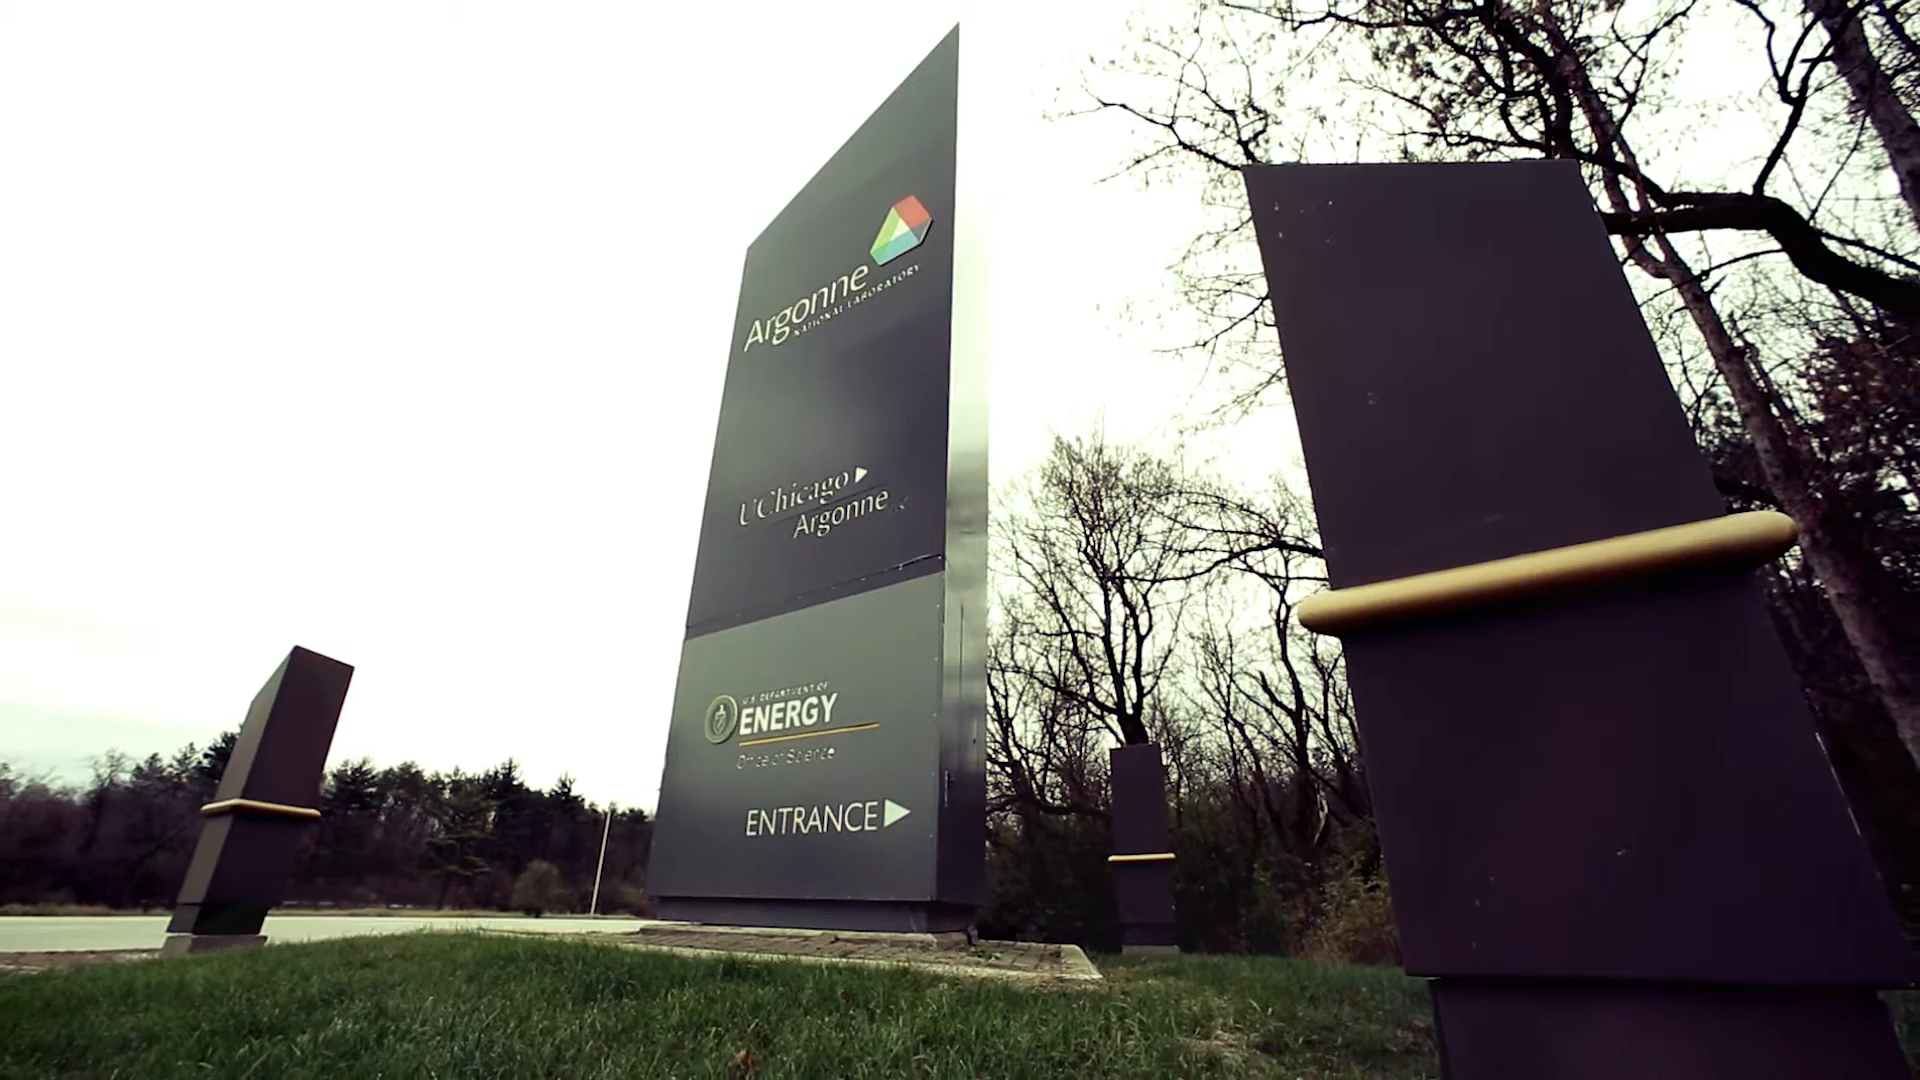 Argonne
NATIONAL LABORATORY
UChicago
Argonne
U.S. DEPARTMENT OF
ENERGY
Office of Science
ENTRANCE